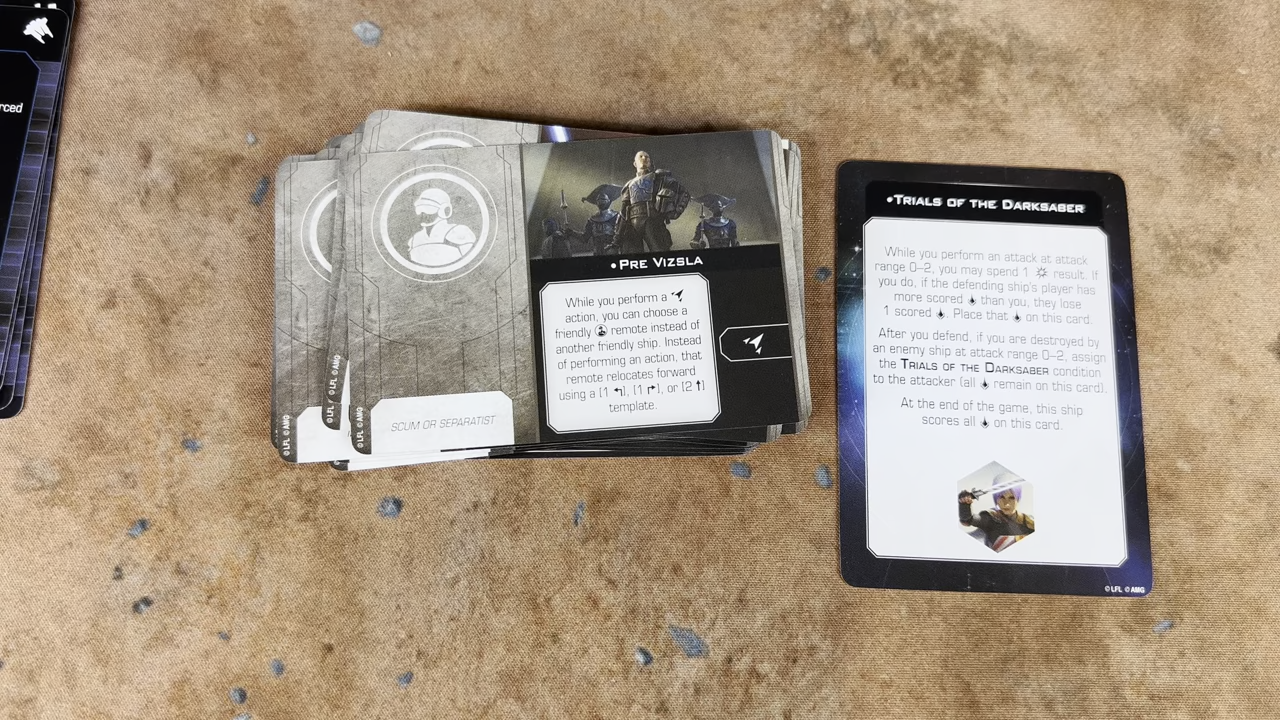 rced
•PRE VIZSLA
While you perform a
action, you can choose a
friendly remote instead of
another friendly ship. Instead
of performing an action, that
remote relocates forward
using a [1 ↰], [1 ↱], or [2 ↑]
template.
SCUM OR SEPARATIST
© LFL © AMG
© LFL © AMG
© LFL © AMG
•TRIALS OF THE DARKSABER
While you perform an attack at attack
range 0–2, you may spend 1 result. If
you do, if the defending ship's player has
more scored than you, they lose
1 scored . Place that on this card.
After you defend, if you are destroyed by
an enemy ship at attack range 0–2, assign
the TRIALS OF THE DARKSABER condition
to the attacker (all remain on this card).
At the end of the game, this ship
scores all on this card.
© LFL © AMG